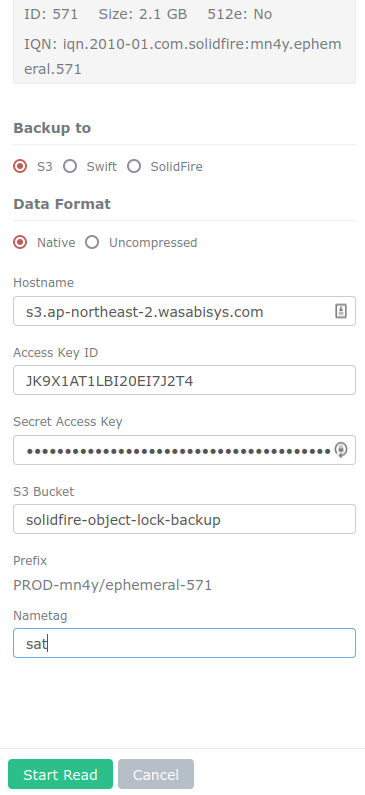 ID: 571 Size: 2.1 GB 512e: No
IQN: iqn.2010-01.com.solidfire:mn4y.ephem
eral.571
Backup to
S3 Swift SolidFire
Data Format
Native Uncompressed
Hostname
s3.ap-northeast-2.wasabisys.com
Access Key ID
JK9X1AT1LBI20EI7J2T4
Secret Access Key
••••••••••••••••••••••••••••••••••••••••
S3 Bucket
solidfire-object-lock-backup
Prefix
PROD-mn4y/ephemeral-571
Nametag
sat
Start Read Cancel